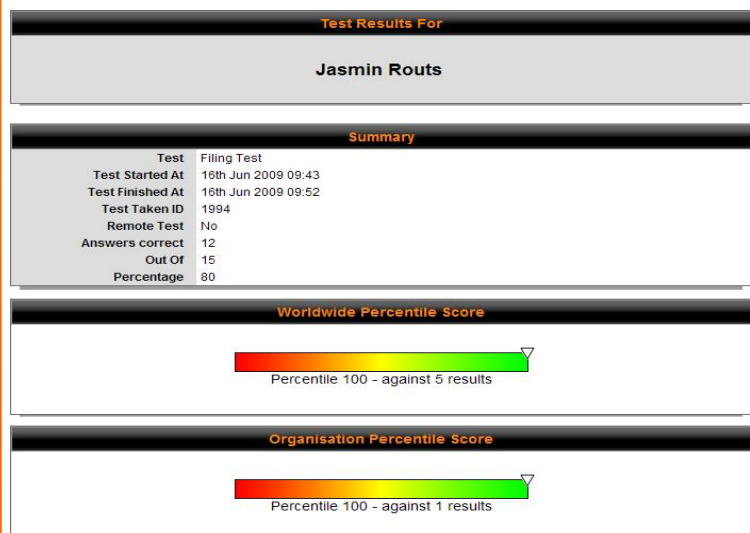 Test Results For
Jasmin Routs
Summary
Test Filing Test
Test Started At 16th Jun 2009 09:43
Test Finished At 16th Jun 2009 09:52
Test Taken ID 1994
Remote Test No
Answers correct 12
Out Of 15
Percentage 80
Worldwide Percentile Score
Percentile 100 - against 5 results
Organisation Percentile Score
Percentile 100 - against 1 results